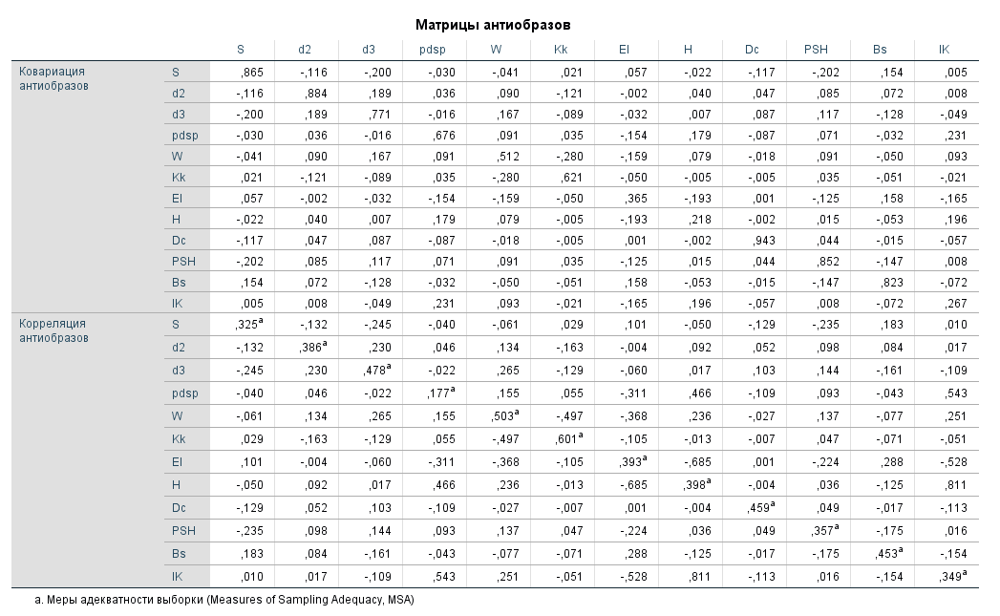 Матрицы антиобразов
S d2 d3 pdsp W Kk El H Dc PSH Bs IK
Ковариация антиобразов S ,865 -,116 -,200 -,030 -,041 ,021 ,057 -,022 -,117 -,202 ,154 ,005
d2 -,116 ,884 ,189 ,036 ,090 -,121 -,002 ,040 ,047 ,085 ,072 ,008
d3 -,200 ,189 ,771 -,016 ,167 -,089 -,032 ,007 ,087 ,117 -,128 -,049
pdsp -,030 ,036 -,016 ,676 ,091 ,035 -,154 ,179 -,087 ,071 -,032 ,231
W -,041 ,090 ,167 ,091 ,512 -,280 -,159 ,079 -,018 ,091 -,050 ,093
Kk ,021 -,121 -,089 ,035 -,280 ,621 -,050 -,005 -,005 ,035 -,051 -,021
El ,057 -,002 -,032 -,154 -,159 -,050 ,365 -,193 ,001 -,125 ,158 -,165
H -,022 ,040 ,007 ,179 ,079 -,005 -,193 ,218 -,002 ,015 -,053 ,196
Dc -,117 ,047 ,087 -,087 -,018 -,005 ,001 -,002 ,943 ,044 -,015 -,057
PSH -,202 ,085 ,117 ,071 ,091 ,035 -,125 ,015 ,044 ,852 -,147 ,008
Bs ,154 ,072 -,128 -,032 -,050 -,051 ,158 -,053 -,015 -,147 ,823 -,072
IK ,005 ,008 -,049 ,231 ,093 -,021 -,165 ,196 -,057 ,008 -,072 ,267
Корреляция антиобразов S ,325a -,132 -,245 -,040 -,061 ,029 ,101 -,050 -,129 -,235 ,183 ,010
d2 -,132 ,386a ,230 ,046 ,134 -,163 -,004 ,092 ,052 ,098 ,084 ,017
d3 -,245 ,230 ,478a -,022 ,265 -,129 -,060 ,017 ,103 ,144 -,161 -,109
pdsp -,040 ,046 -,022 ,177a ,155 ,055 -,311 ,466 -,109 ,093 -,043 ,543
W -,061 ,134 ,265 ,155 ,503a -,497 -,368 ,236 -,027 ,137 -,077 ,251
Kk ,029 -,163 -,129 ,055 -,497 ,601a -,105 -,013 -,007 ,047 -,071 -,051
El ,101 -,004 -,060 -,311 -,368 -,105 ,393a -,685 ,001 -,224 ,288 -,528
H -,050 ,092 ,017 ,466 ,236 -,013 -,685 ,398a -,004 ,036 -,125 ,811
Dc -,129 ,052 ,103 -,109 -,027 -,007 ,001 -,004 ,459a ,049 -,017 -,113
PSH -,235 ,098 ,144 ,093 ,137 ,047 -,224 ,036 ,049 ,357a -,175 ,016
Bs ,183 ,084 -,161 -,043 -,077 -,071 ,288 -,125 -,017 -,175 ,453a -,154
IK ,010 ,017 -,109 ,543 ,251 -,051 -,528 ,811 -,113 ,016 -,154 ,349a
a. Меры адекватности выборки (Measures of Sampling Adequacy, MSA)